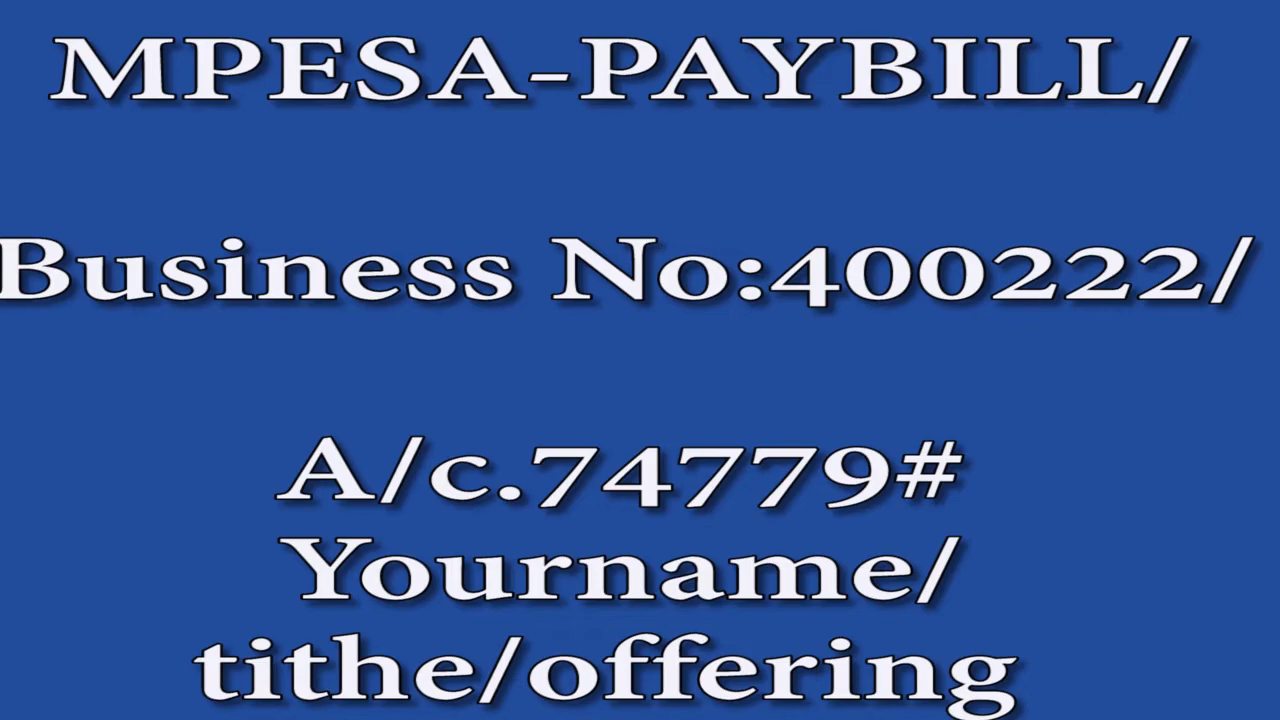 MPESA-PAYBILL/
Business No:400222/
A/c.74779#
Yourname/
tithe/offering